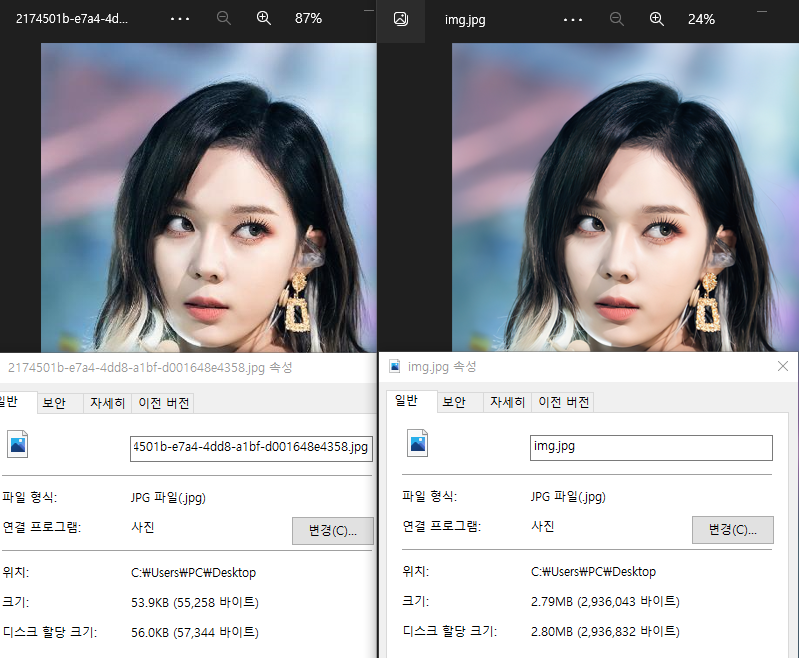 2174501b-e7a4-4d... ... 87%
img.jpg ... 24%
2174501b-e7a4-4dd8-a1bf-d001648e4358.jpg 속성
일반 보안 자세히 이전 버전
4501b-e7a4-4dd8-a1bf-d001648e4358.jpg
파일 형식: JPG 파일(.jpg)
연결 프로그램: 사진 변경(C)...
위치: C:₩Users₩PC₩Desktop
크기: 53.9KB (55,258 바이트)
디스크 할당 크기: 56.0KB (57,344 바이트)
img.jpg 속성
일반 보안 자세히 이전 버전
img.jpg
파일 형식: JPG 파일(.jpg)
연결 프로그램: 사진 변경(C)...
위치: C:₩Users₩PC₩Desktop
크기: 2.79MB (2,936,043 바이트)
디스크 할당 크기: 2.80MB (2,936,832 바이트)